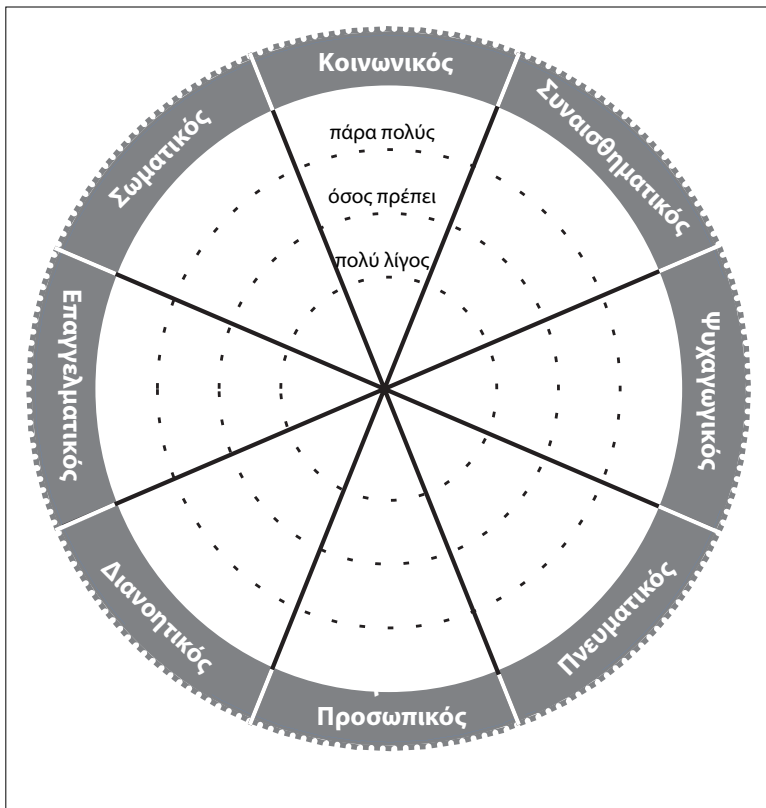 Κοινωνικός
Συναισθηματικός
Ψυχαγωγικός
Πνευματικός
Προσωπικός
Διανοητικός
Επαγγελματικός
Σωματικός
πάρα πολύς
όσος πρέπει
πολύ λίγος